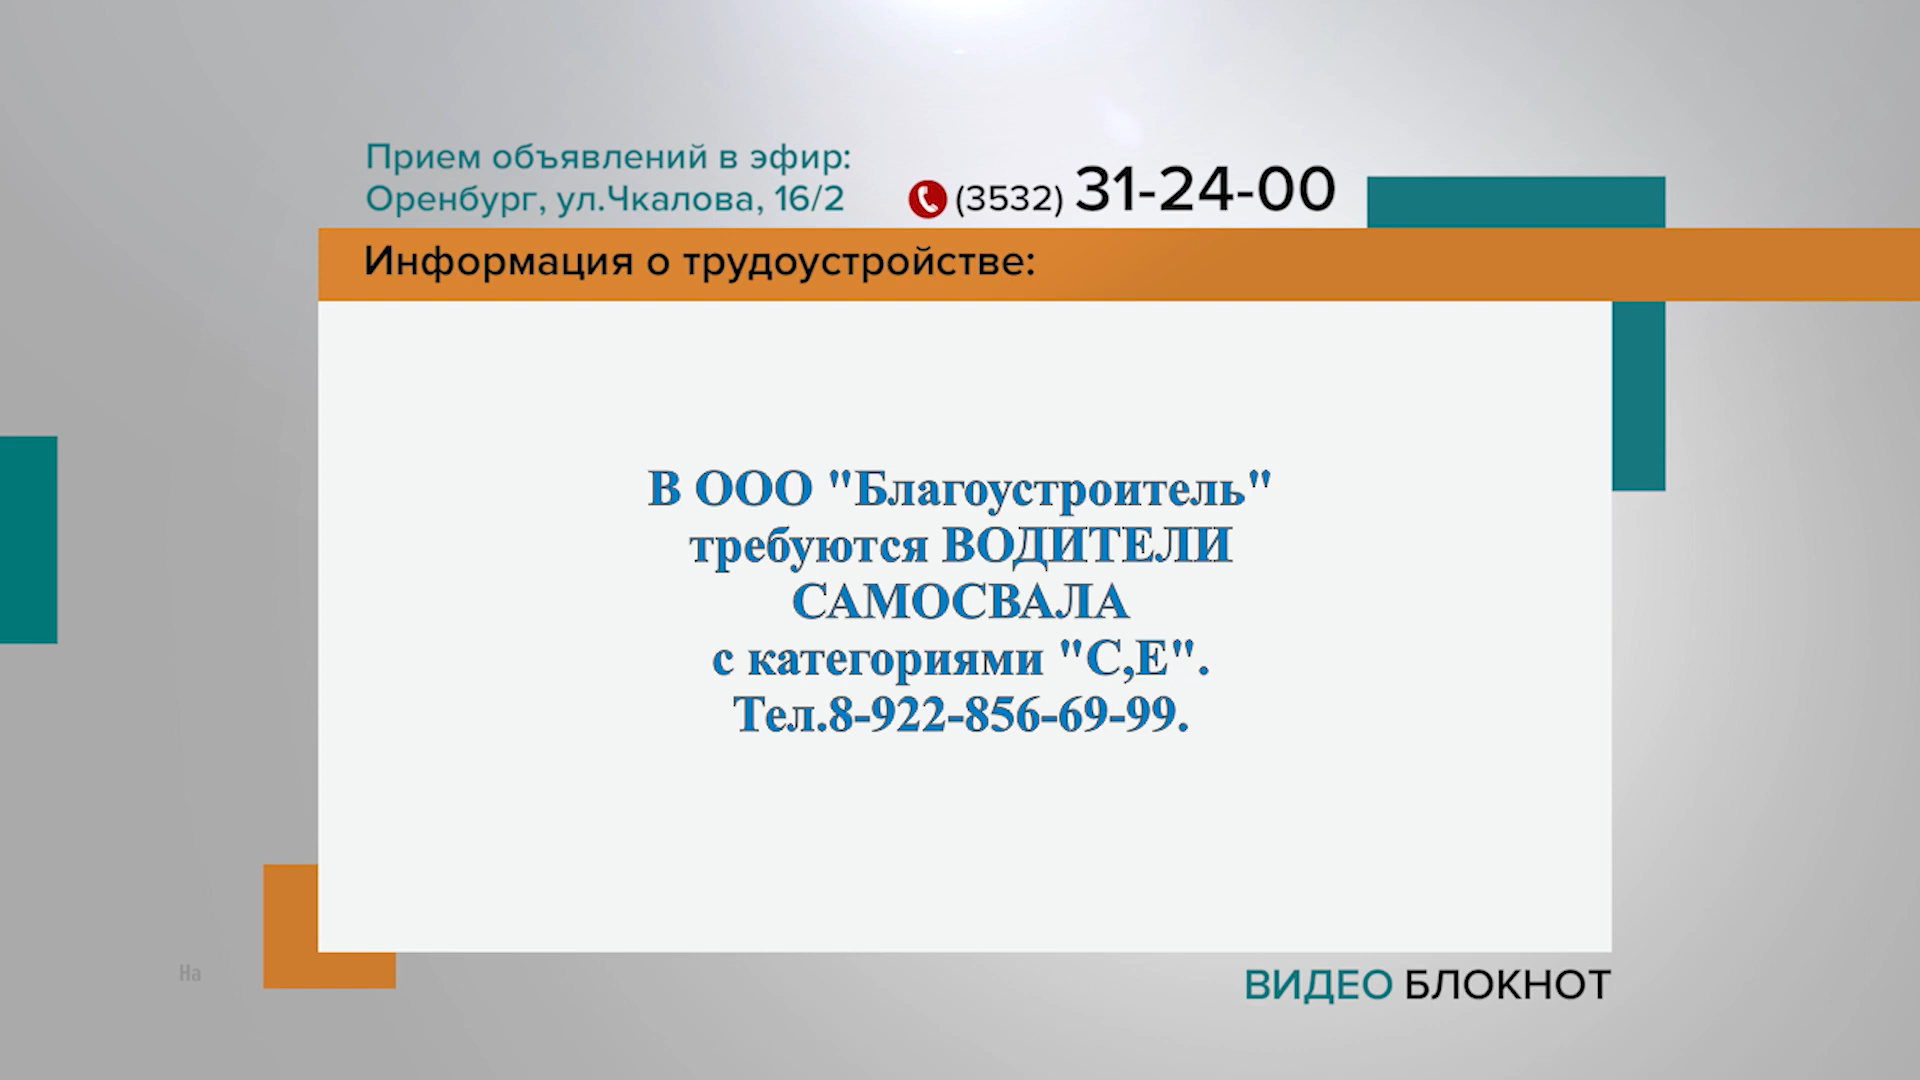 Прием объявлений в эфир:
Оренбург, ул.Чкалова, 16/2
(3532) 31-24-00
Информация о трудоустройстве:
В ООО "Благоустроитель"
требуются ВОДИТЕЛИ
САМОСВАЛА
с категориями "С,Е".
Тел.8-922-856-69-99.
На
ВИДЕО БЛОКНОТ